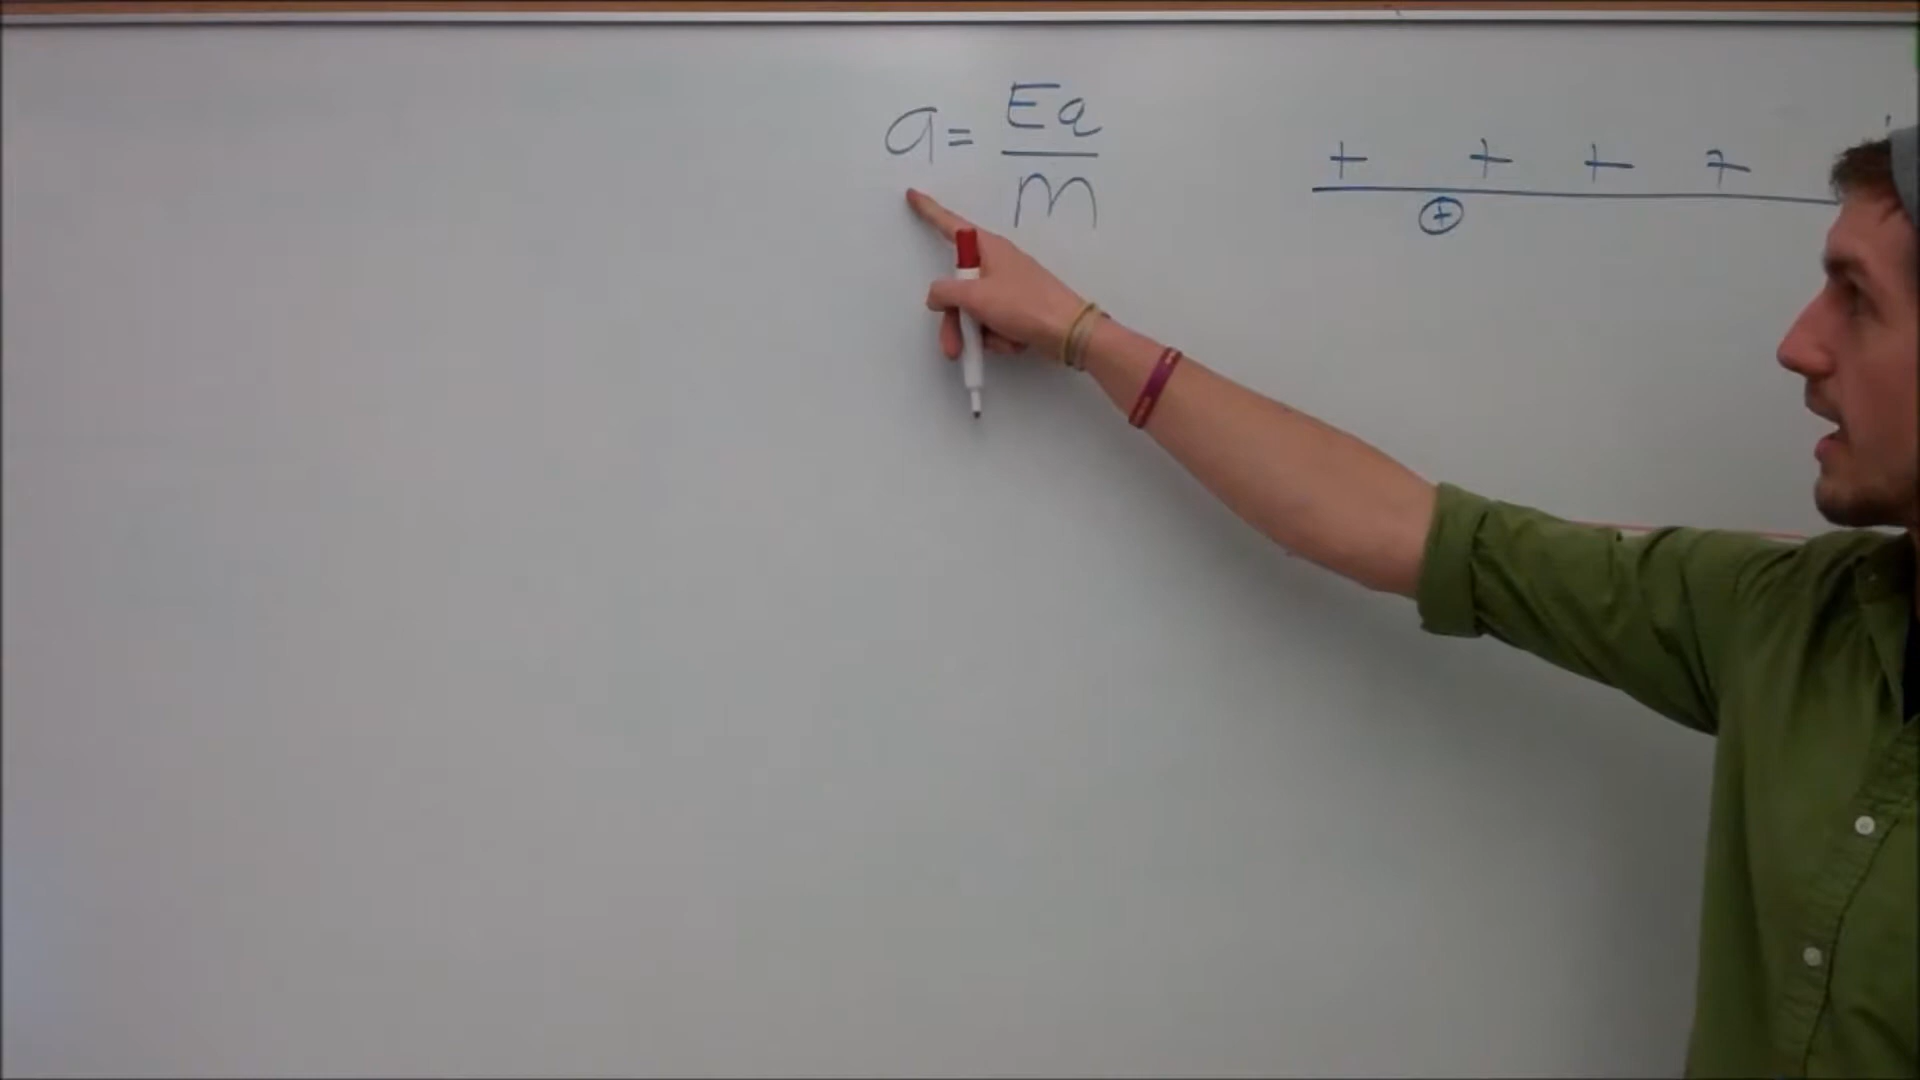 a = Eq/m
+ + + +
+